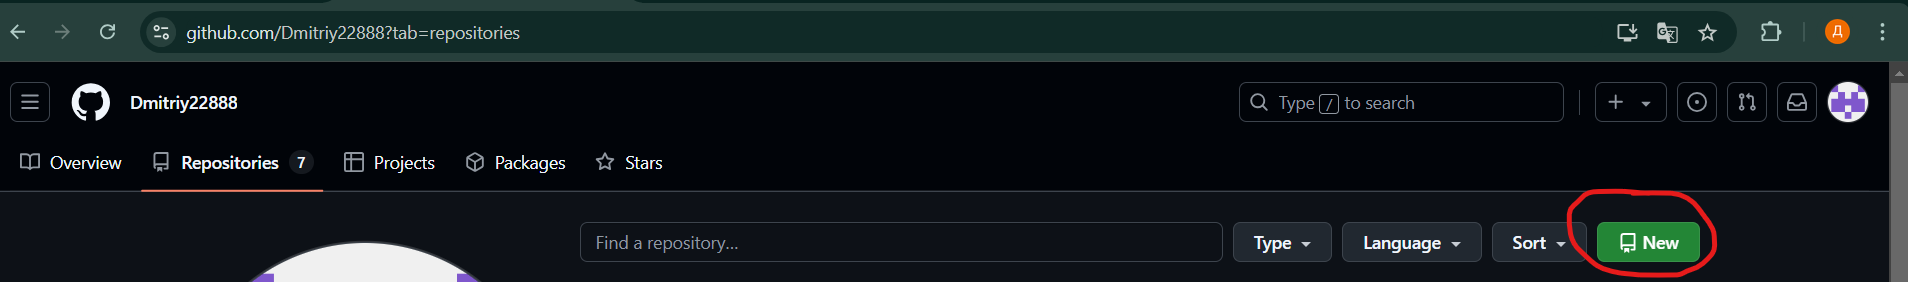 github.com/Dmitriy22888?tab=repositories
Д
Dmitriy22888
Type / to search
Overview
Repositories 7
Projects
Packages
Stars
Find a repository...
Type
Language
Sort
New